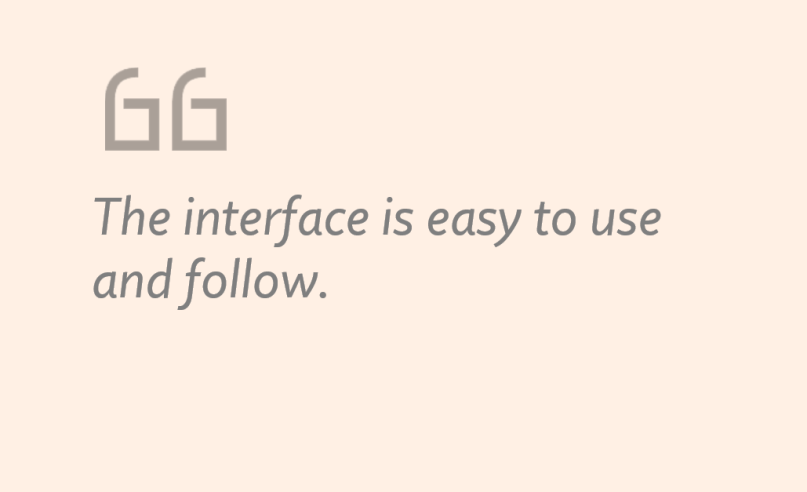 The interface is easy to use
and follow.